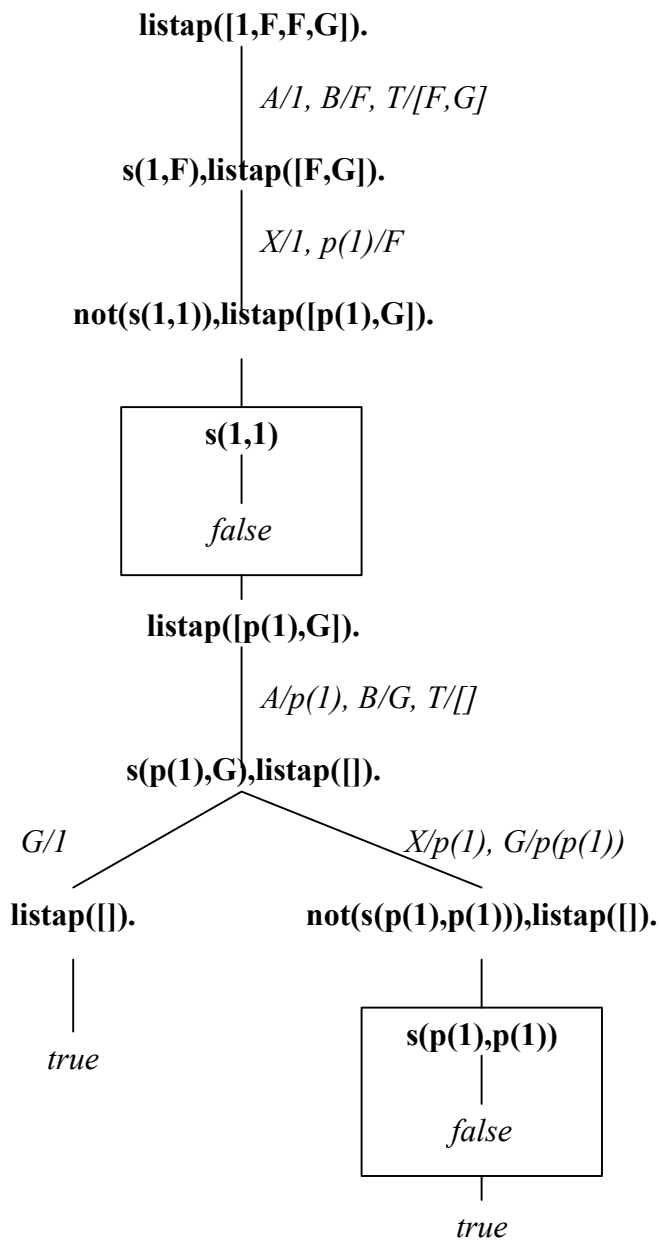 listap([1,F,F,G]).
A/1, B/F, T/[F,G]
s(1,F),listap([F,G]).
X/1, p(1)/F
not(s(1,1)),listap([p(1),G]).
s(1,1)
false
listap([p(1),G]).
A/p(1), B/G, T/[]
s(p(1),G),listap([]).
G/1
X/p(1), G/p(p(1))
listap([]).
not(s(p(1),p(1))),listap([]).
true
s(p(1),p(1))
false
true